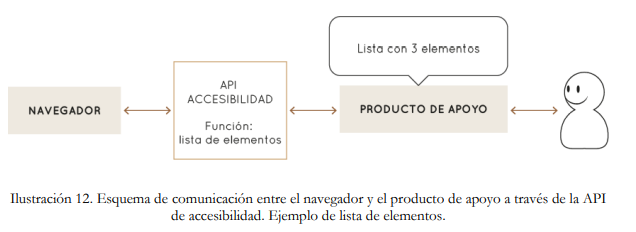 Lista con 3 elementos
NAVEGADOR
API
ACCESIBILIDAD
Función:
lista de elementos
PRODUCTO DE APOYO
Ilustración 12. Esquema de comunicación entre el navegador y el producto de apoyo a través de la API
de accesibilidad. Ejemplo de lista de elementos.